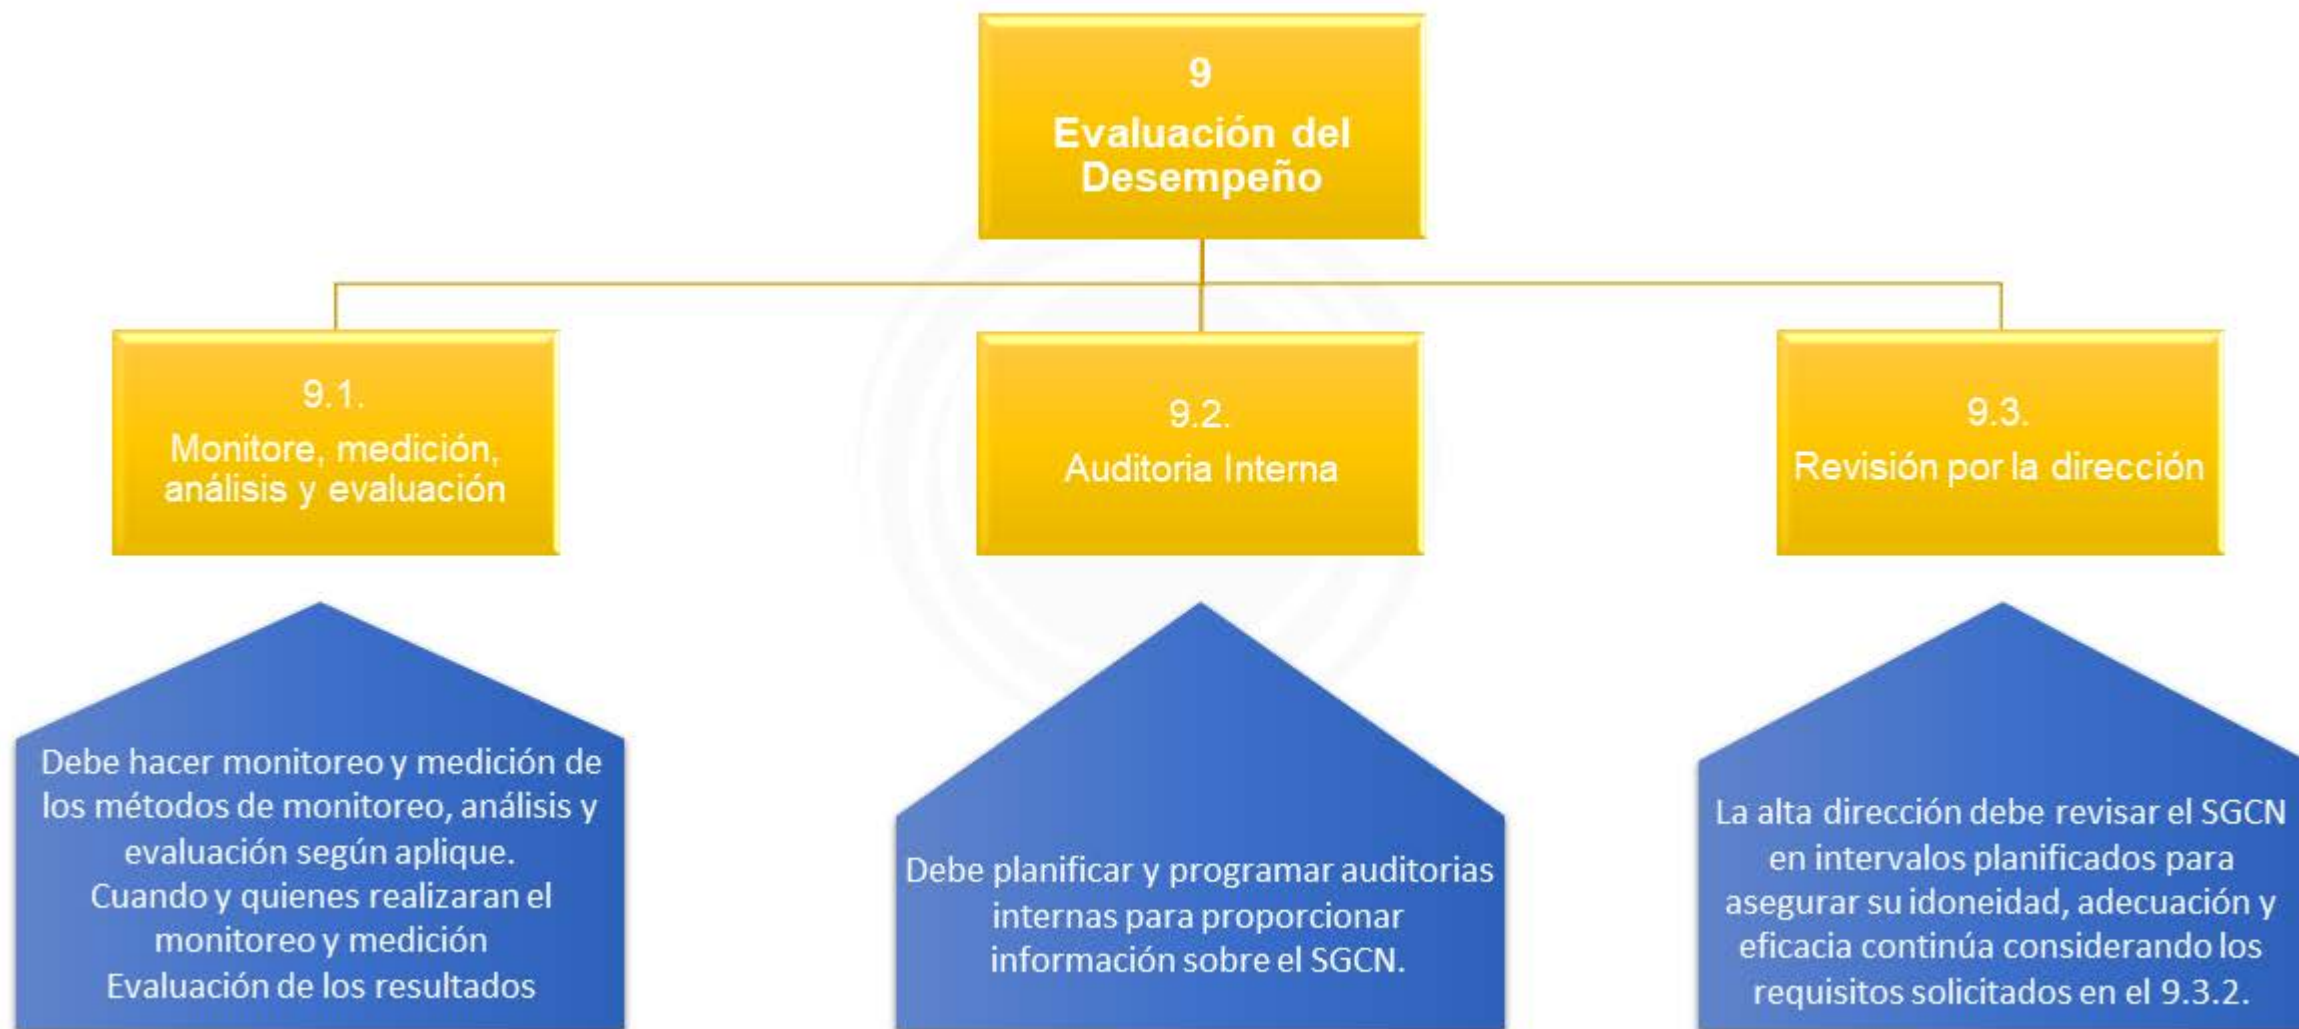 9
Evaluación del
Desempeño
9.1.
Monitore, medición,
análisis y evaluación
9.2.
Auditoria Interna
9.3.
Revisión por la dirección
Debe hacer monitoreo y medición de
los métodos de monitoreo, análisis y
evaluación según aplique.
Cuando y quienes realizaran el
monitoreo y medición
Evaluación de los resultados
Debe planificar y programar auditorias
internas para proporcionar
información sobre el SGCN.
La alta dirección debe revisar el SGCN
en intervalos planificados para
asegurar su idoneidad, adecuación y
eficacia continúa considerando los
requisitos solicitados en el 9.3.2.